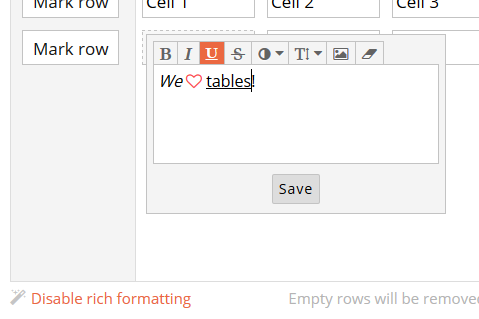 Mark row Cell 1 Cell 2 Cell 3
Mark row
B I U S T
We ♡ tables!
Save
Disable rich formatting Empty rows will be removed